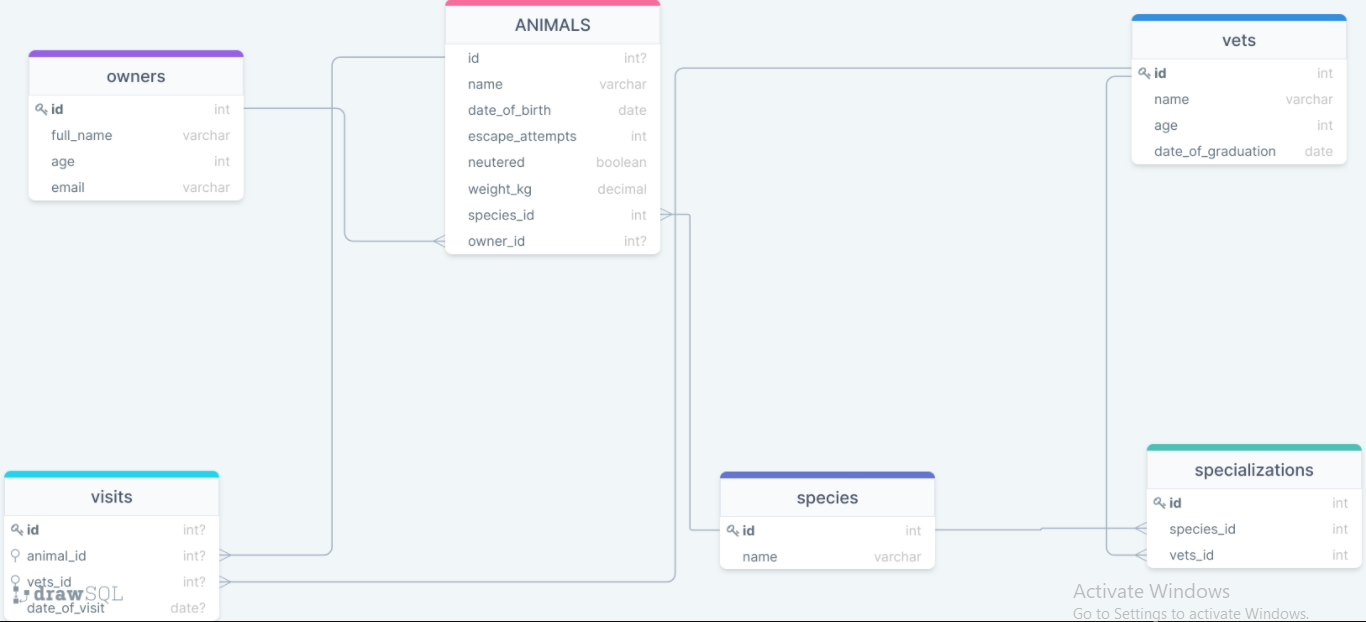 owners
id int
full_name varchar
age int
email varchar
ANIMALS
id int?
name varchar
date_of_birth date
escape_attempts int
neutered boolean
weight_kg decimal
species_id int
owner_id int?
vets
id int
name varchar
age int
date_of_graduation date
visits
id int?
animal_id int?
vets_id int?
drawSQL
date_of_visit date?
species
id int
name varchar
specializations
id int
species_id int
vets_id int
Activate Windows
Go to Settings to activate Windows.